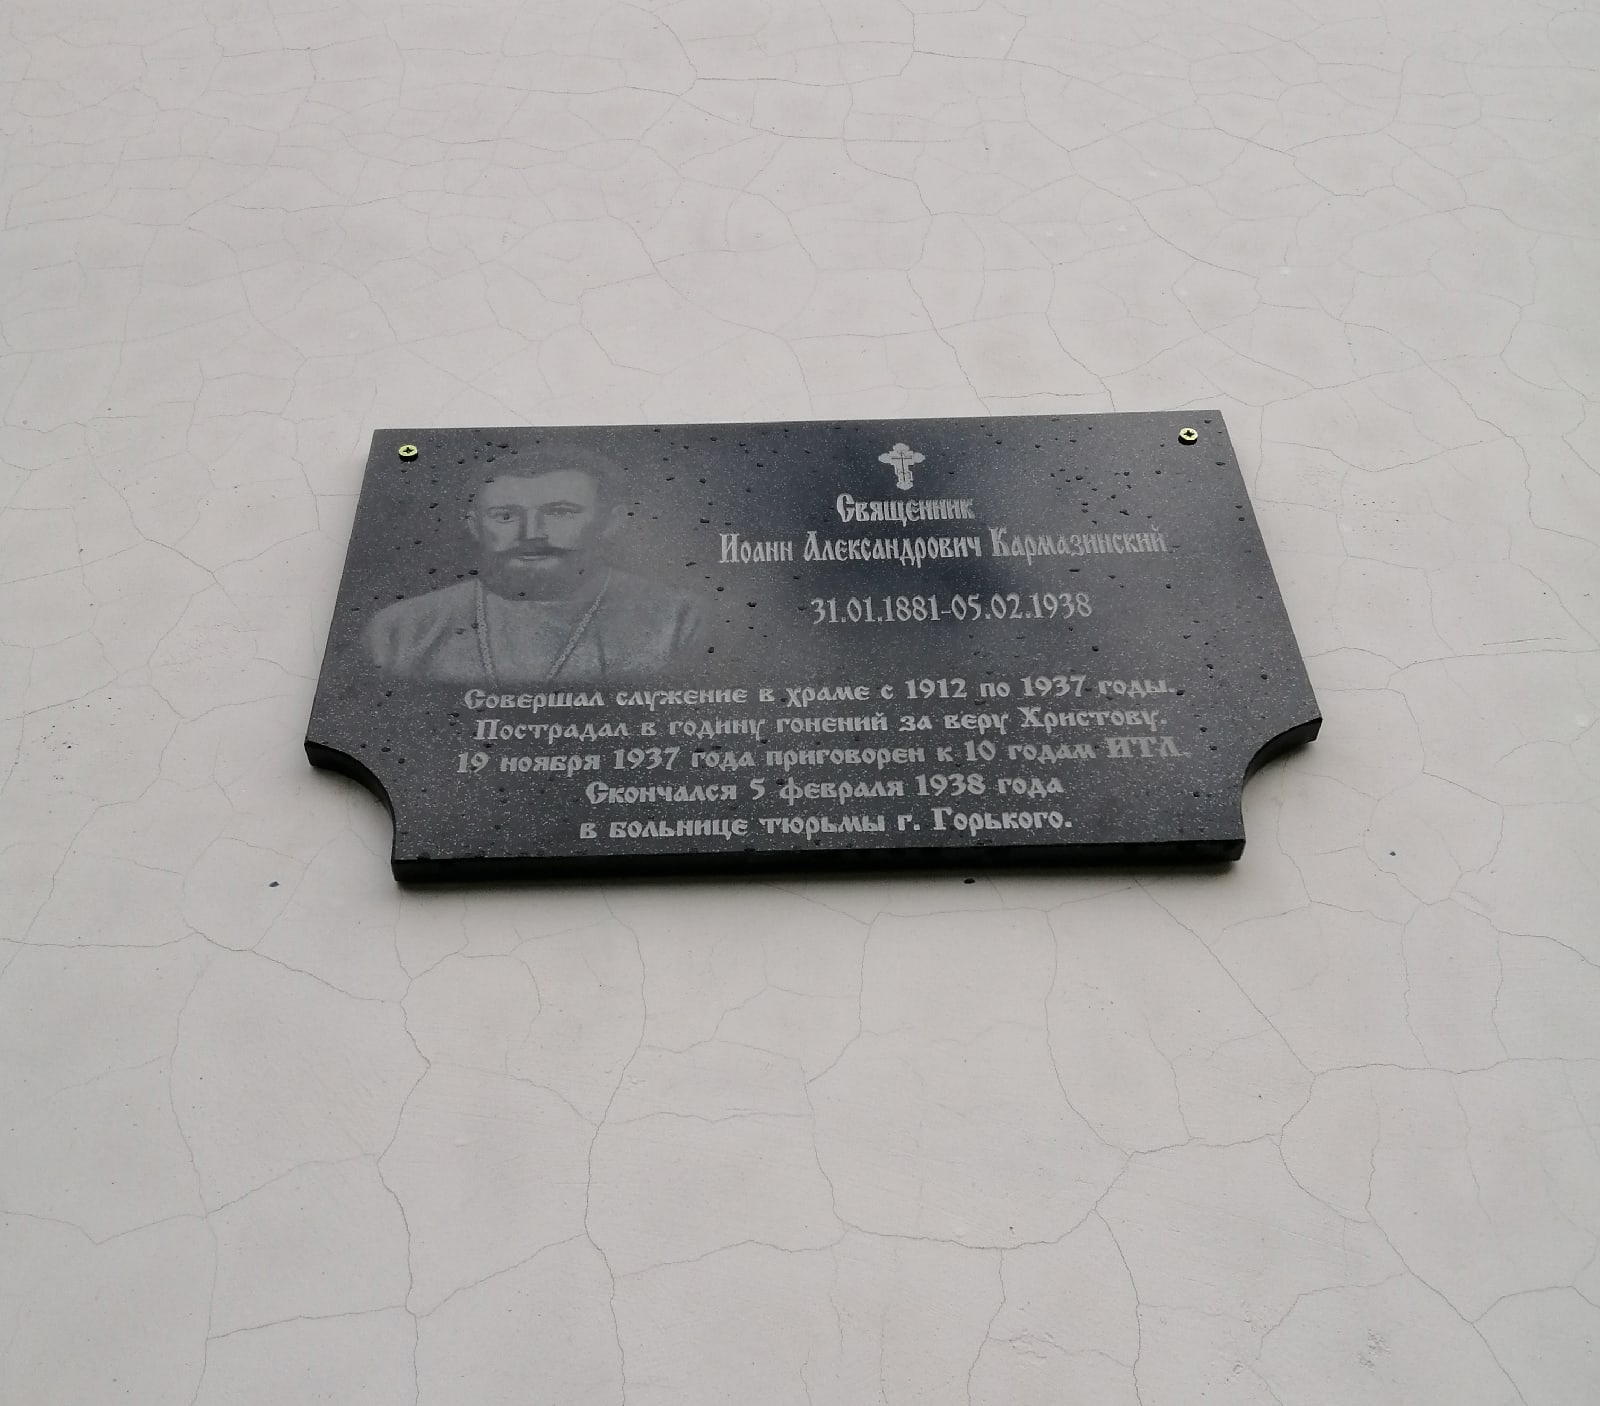 Священник
Иоанн Александрович Кармазинский
31.01.1881-05.02.1938
Совершал служение в храме с 1912 по 1937 годы.
Пострадал в годину гонений за веру Христову.
19 ноября 1937 года приговорен к 10 годам ИТЛ
Скончался 5 февраля 1938 года
в больнице тюрьмы г. Горького.